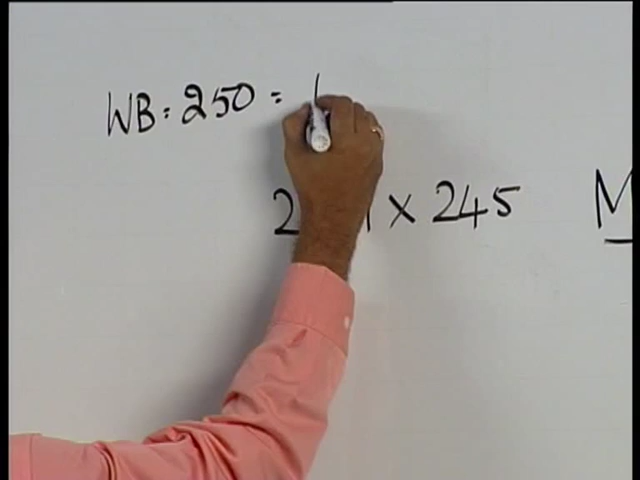 WB = 250 =
x 245
M